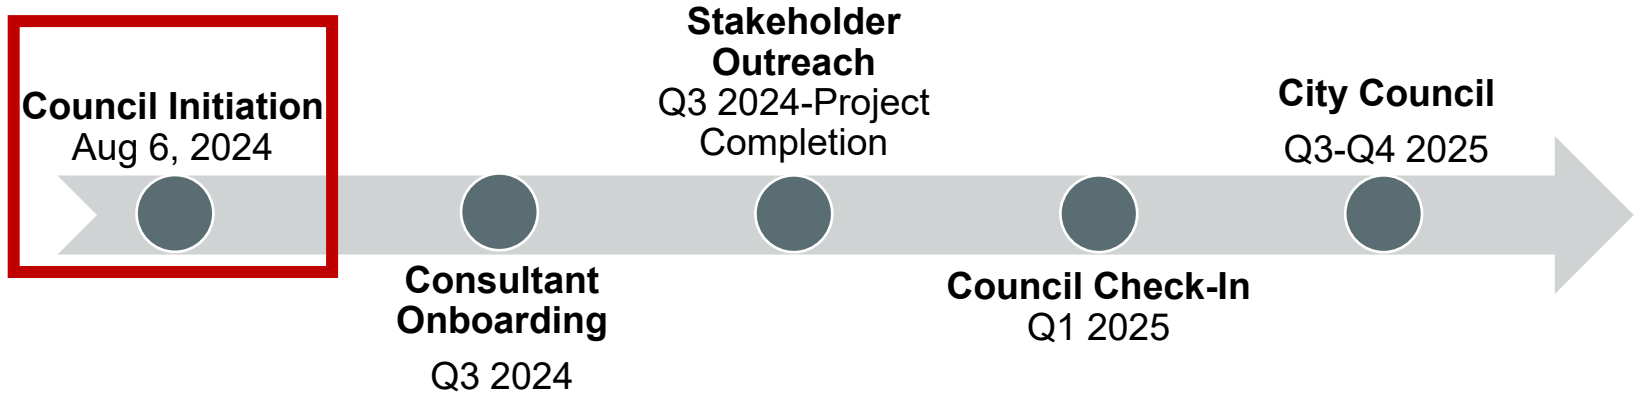 Council Initiation
Aug 6, 2024
Consultant
Onboarding
Q3 2024
Stakeholder
Outreach
Q3 2024-Project
Completion
Council Check-In
Q1 2025
City Council
Q3-Q4 2025